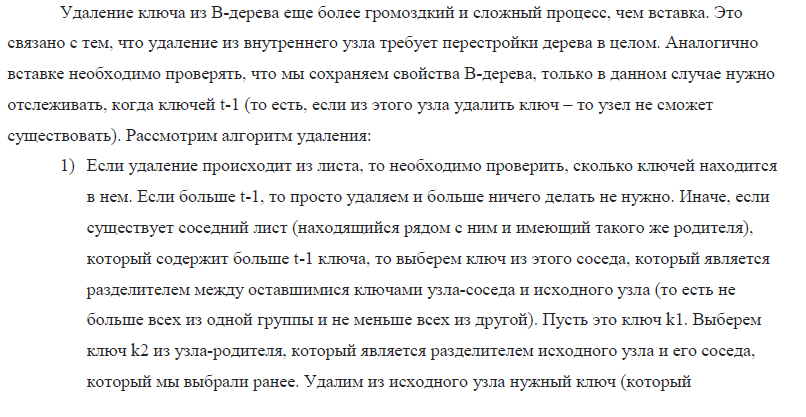 Удаление ключа из B-дерева еще более громоздкий и сложный процесс, чем вставка. Это
связано с тем, что удаление из внутреннего узла требует перестройки дерева в целом. Аналогично
вставке необходимо проверять, что мы сохраняем свойства B-дерева, только в данном случае нужно
отслеживать, когда ключей t-1 (то есть, если из этого узла удалить ключ – то узел не сможет
существовать). Рассмотрим алгоритм удаления:
1) Если удаление происходит из листа, то необходимо проверить, сколько ключей находится
в нем. Если больше t-1, то просто удаляем и больше ничего делать не нужно. Иначе, если
существует соседний лист (находящийся рядом с ним и имеющий такого же родителя),
который содержит больше t-1 ключа, то выберем ключ из этого соседа, который является
разделителем между оставшимися ключами узла-соседа и исходного узла (то есть не
больше всех из одной группы и не меньше всех из другой). Пусть это ключ k1. Выберем
ключ k2 из узла-родителя, который является разделителем исходного узла и его соседа,
который мы выбрали ранее. Удалим из исходного узла нужный ключ (который